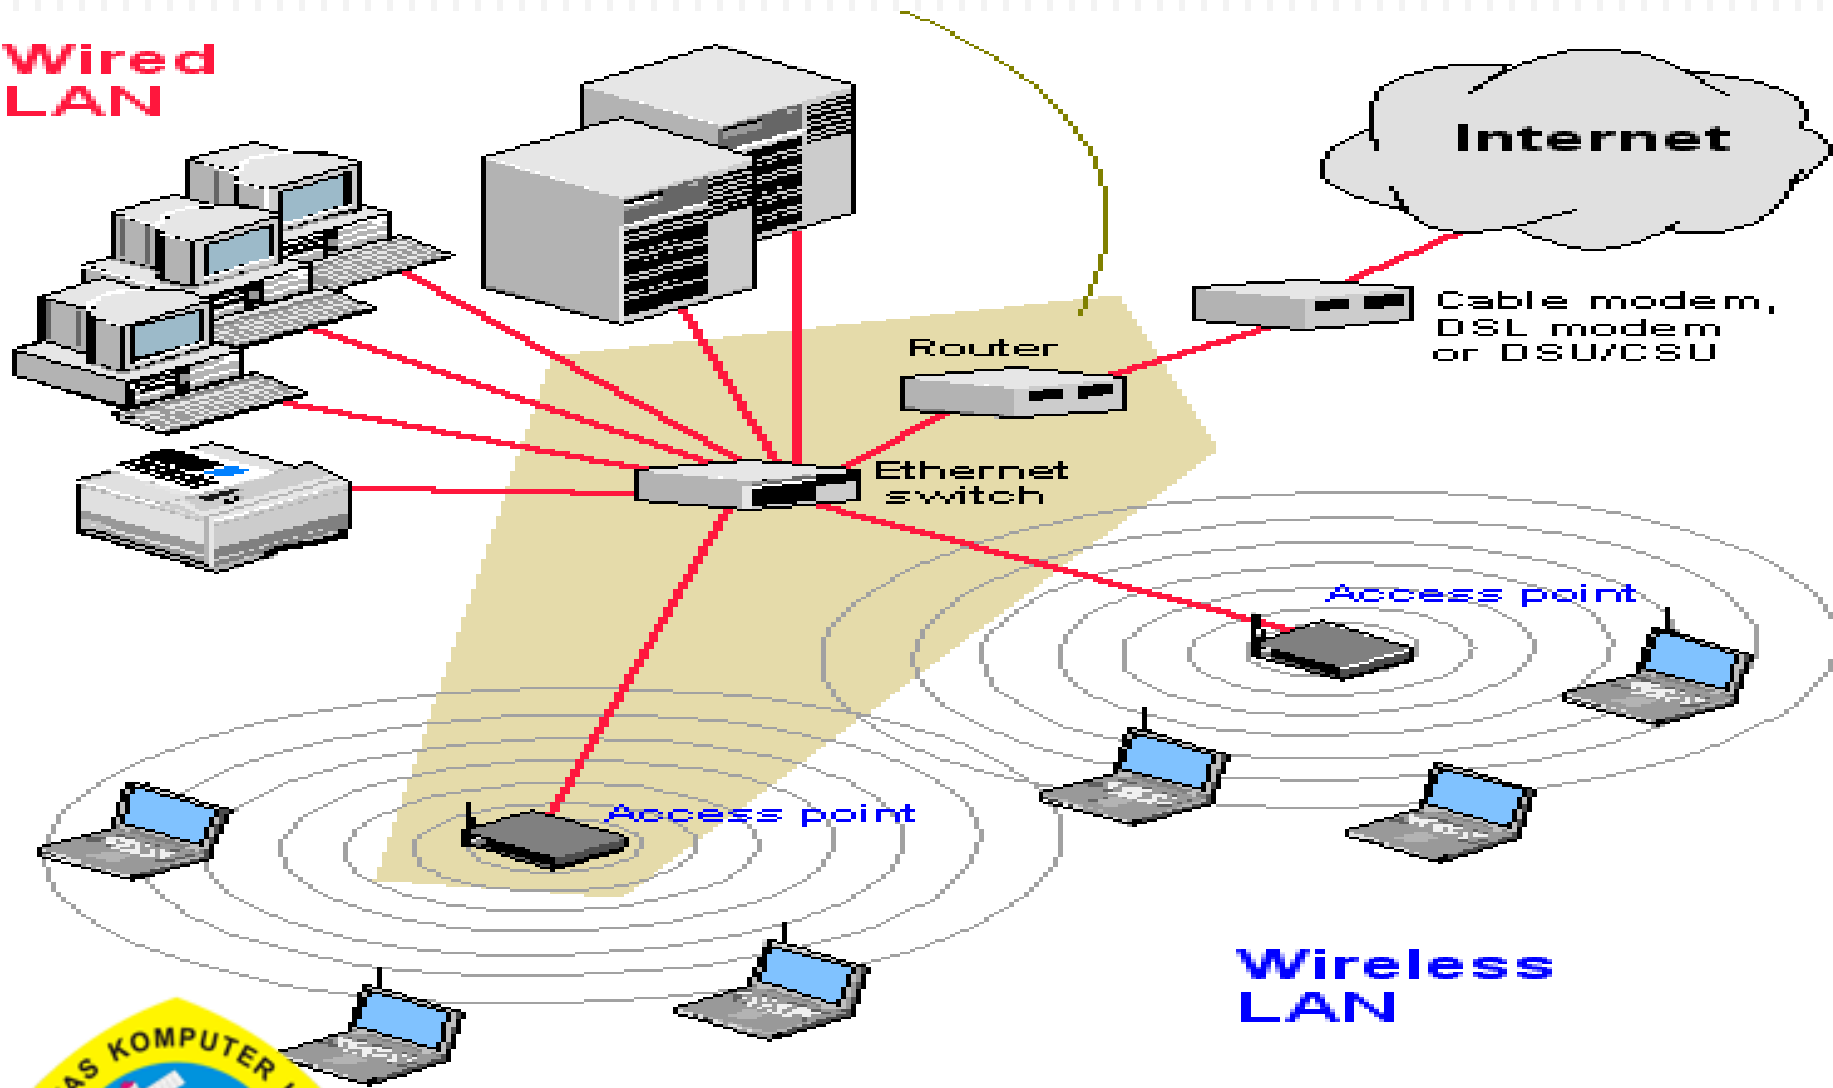 Wired
LAN
Internet
Cable modem,
DSL modem
or DSU/CSU
Router
Ethernet
switch
Access point
Access point
Wireless
LAN
KOMPUTER